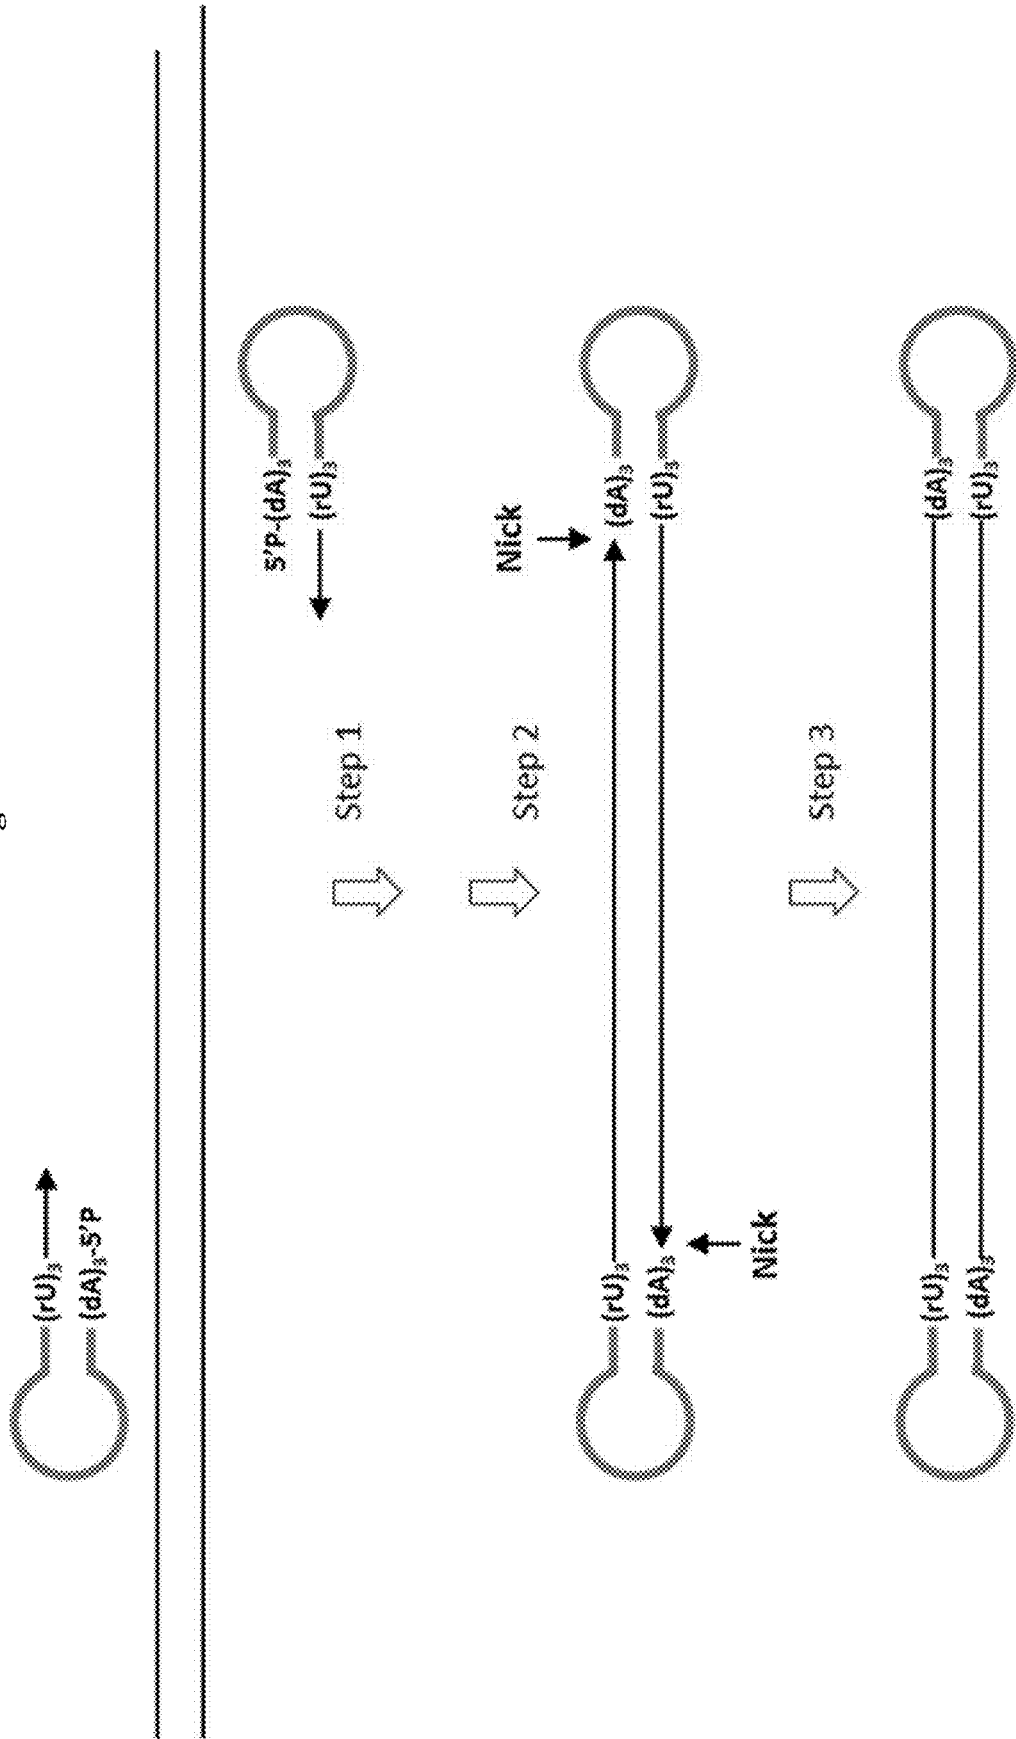 (rU)₃
(dA)₃-5'P
5'P-(dA)₃
(rU)₃
Step 1
Nick
Step 2
(rU)₃ (dA)₃
(dA)₃ (rU)₃
Nick
Step 3
(rU)₃ (dA)₃
(dA)₃ (rU)₃